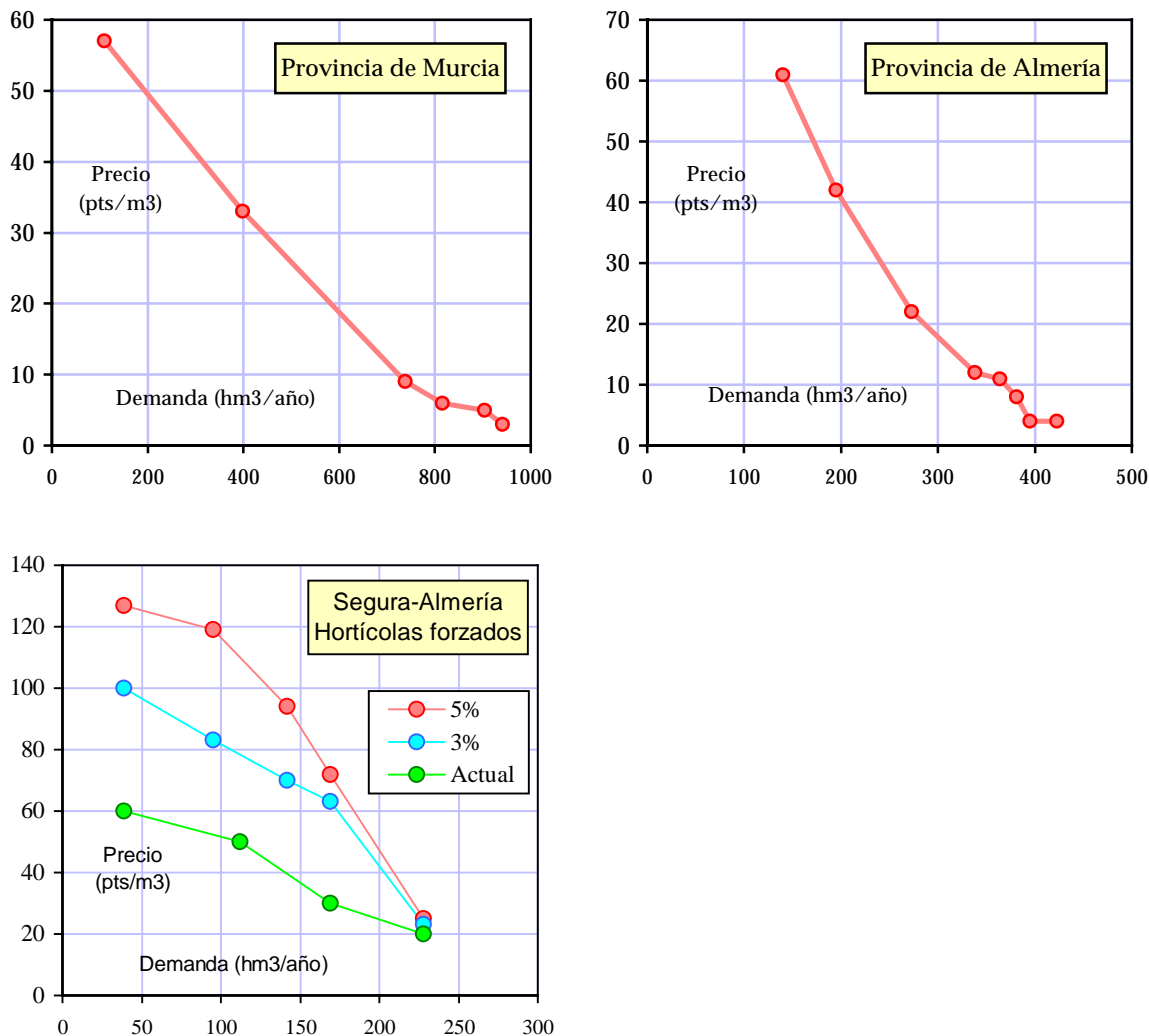 Provincia de Murcia
60
50
40
30
20
10
0
Precio
(pts/m3)
Demanda (hm3/año)
0 200 400 600 800 1000
Provincia de Almería
70
60
50
40
30
20
10
0
Precio
(pts/m3)
Demanda (hm3/año)
0 100 200 300 400 500
Segura-Almería
Hortícolas forzados
140
120
100
80
60
40
20
0
5%
3%
Actual
Precio
(pts/m3)
Demanda (hm3/año)
0 50 100 150 200 250 300